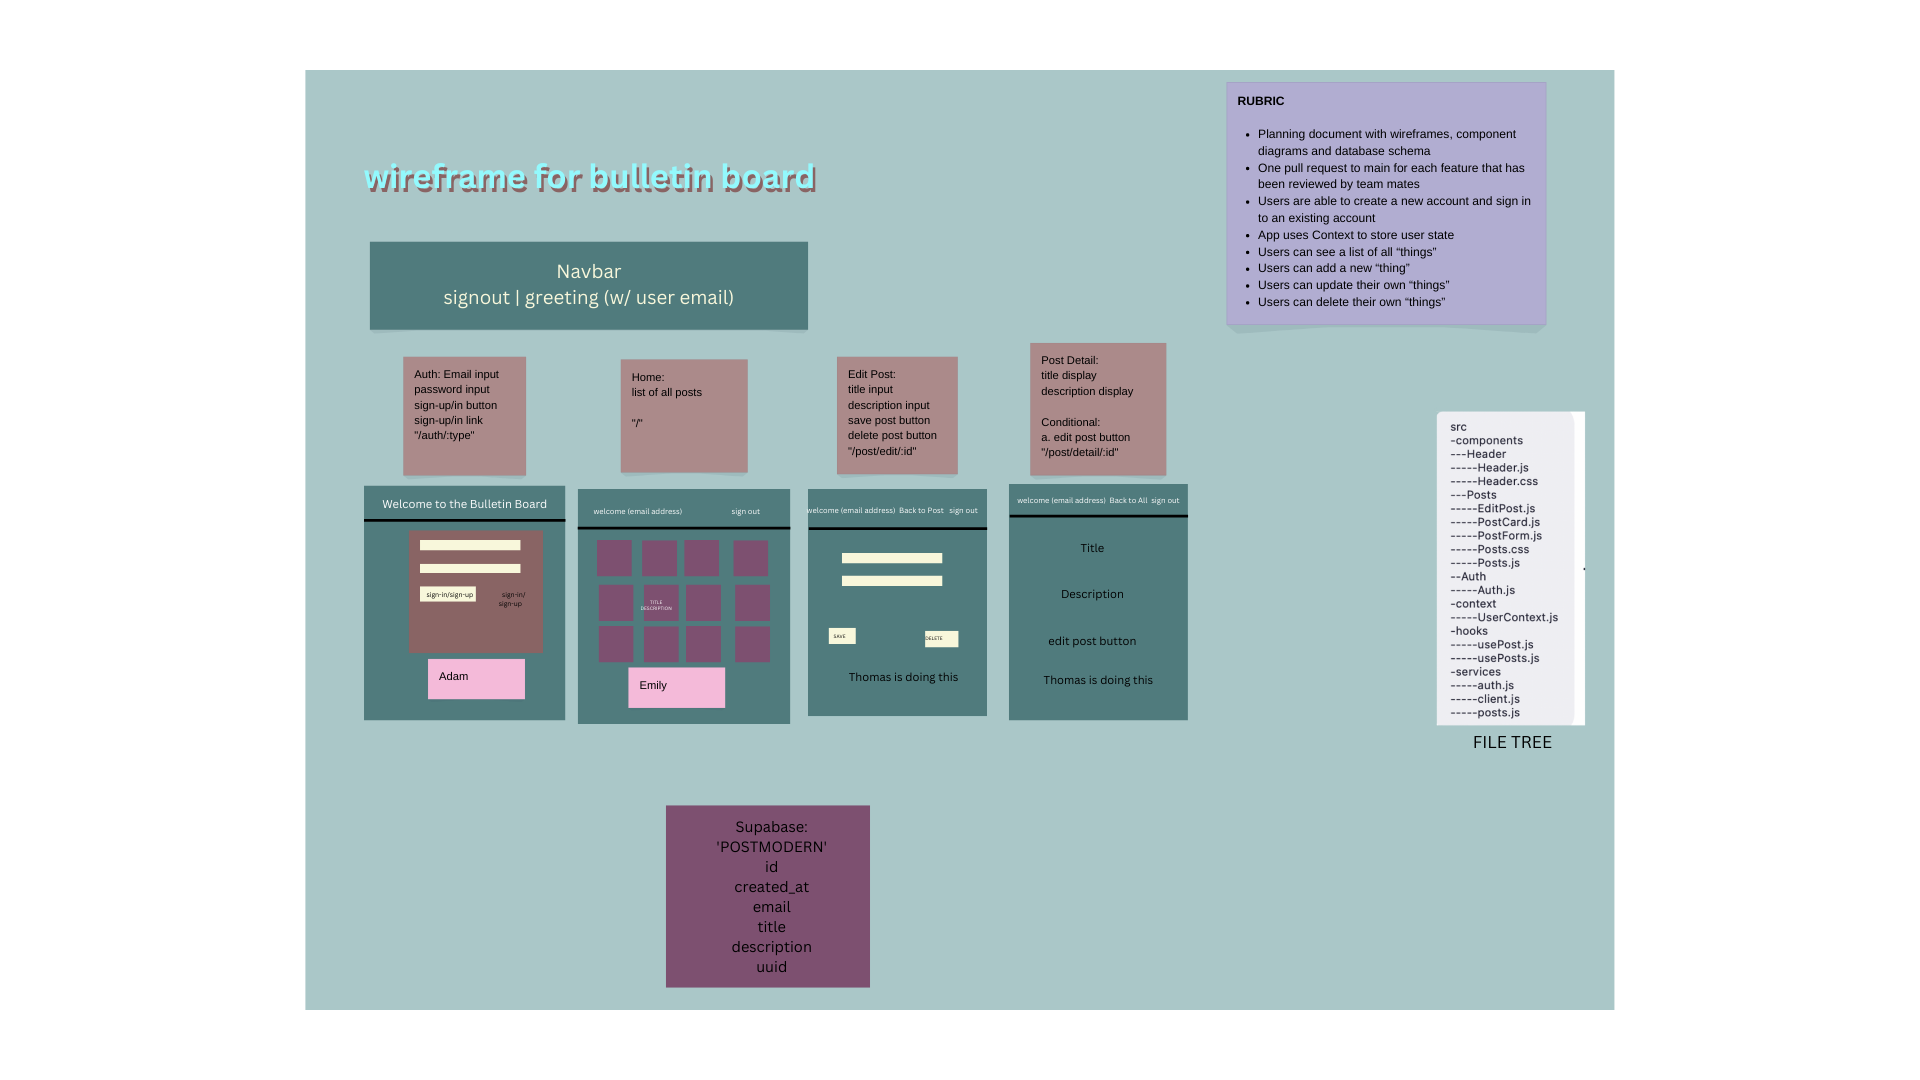 wireframe for bulletin board
RUBRIC
• Planning document with wireframes, component
diagrams and database schema
• One pull request to main for each feature that has
been reviewed by team mates
• Users are able to create a new account and sign in
to an existing account
• App uses Context to store user state
• Users can see a list of all “things”
• Users can add a new “thing”
• Users can update their own “things”
• Users can delete their own “things”
Navbar
signout | greeting (w/ user email)
Auth: Email input
password input
sign-up/in button
sign-up/in link
"/auth/:type"
Home:
list of all posts
"/"
Edit Post:
title input
description input
save post button
delete post button
"/post/edit/:id"
Post Detail:
title display
description display
Conditional:
a. edit post button
"/post/detail/:id"
Welcome to the Bulletin Board
sign-in/sign-up
sign-in/
sign-up
Adam
welcome (email address)
sign out
TITLE
DESCRIPTION
Emily
welcome (email address) Back to Post sign out
SAVE
DELETE
Thomas is doing this
welcome (email address) Back to All sign out
Title
Description
edit post button
Thomas is doing this
src
-components
---Header
-----Header.js
-----Header.css
---Posts
-----EditPost.js
-----PostCard.js
-----PostForm.js
-----Posts.css
-----Posts.js
--Auth
-----Auth.js
-context
-----UserContext.js
-hooks
-----usePost.js
-----usePosts.js
-services
-----auth.js
-----client.js
-----posts.js
FILE TREE
Supabase:
'POSTMODERN'
id
created_at
email
title
description
uuid